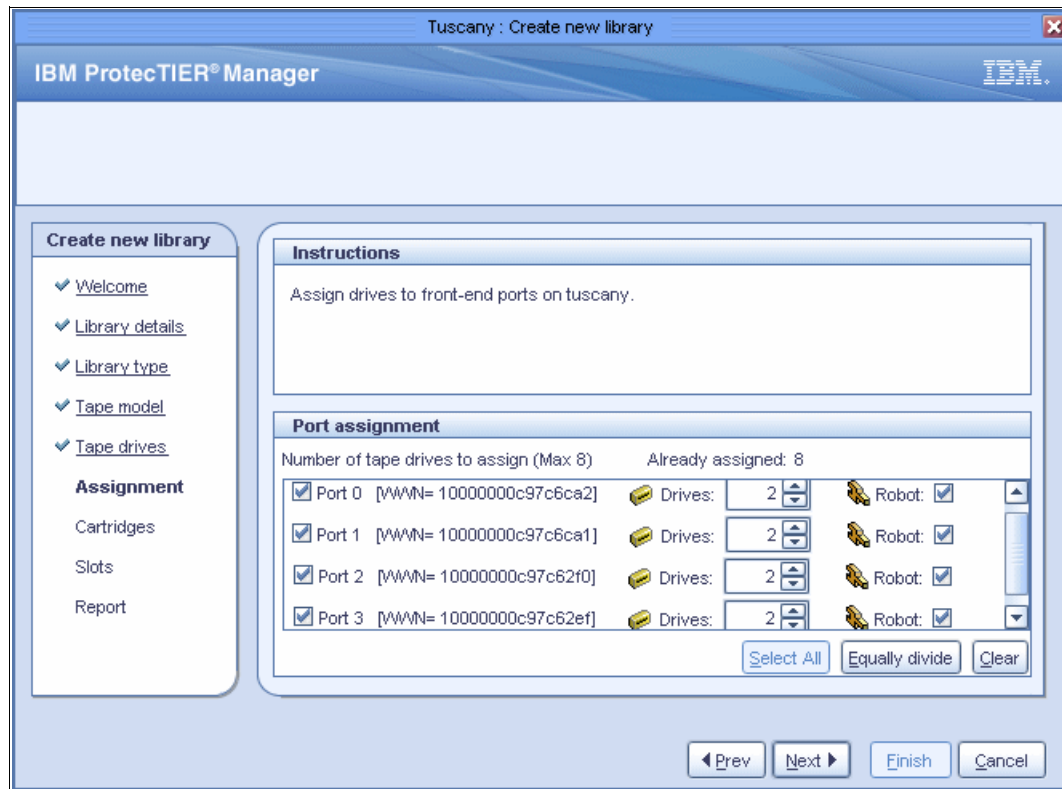 Tuscany : Create new library
IBM ProtecTIER® Manager
IBM.
Create new library
Welcome
Library details
Library type
Tape model
Tape drives
Assignment
Cartridges
Slots
Report
Instructions
Assign drives to front-end ports on tuscany.
Port assignment
Number of tape drives to assign (Max 8) Already assigned: 8
Port 0 [WWN= 10000000c97c6ca2] Drives: 2 Robot:
Port 1 [WWN= 10000000c97c6ca1] Drives: 2 Robot:
Port 2 [WWN= 10000000c97c62f0] Drives: 2 Robot:
Port 3 [WWN= 10000000c97c62ef] Drives: 2 Robot:
Select All Equally divide Clear
Prev Next Finish Cancel